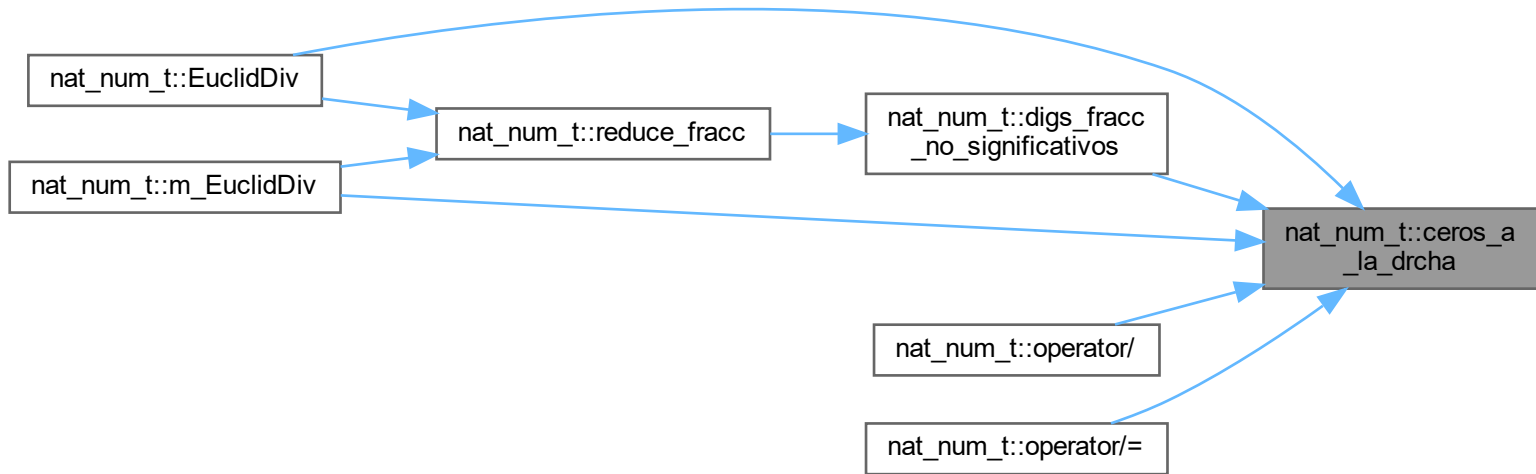 nat_num_t::EuclidDiv
nat_num_t::m_EuclidDiv
nat_num_t::reduce_fracc
nat_num_t::digs_fracc
_no_significativos
nat_num_t::ceros_a
_la_drcha
nat_num_t::operator/
nat_num_t::operator/=